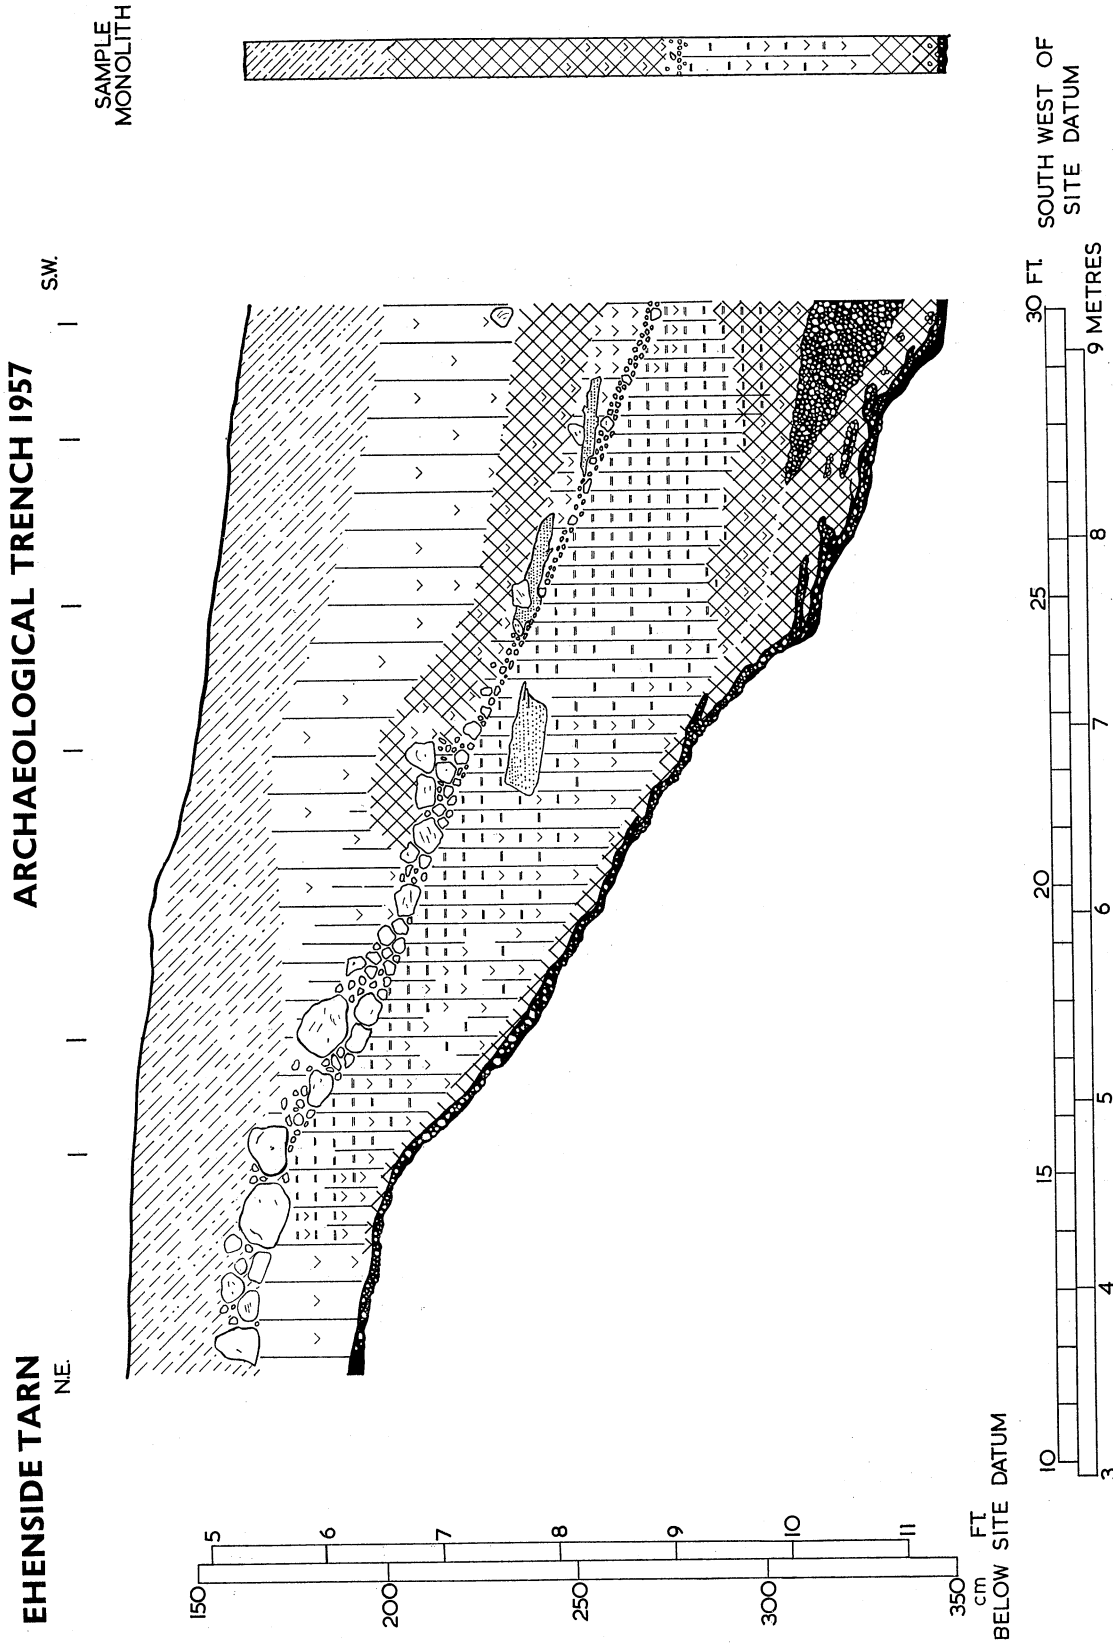 EHENSIDE TARN ARCHAEOLOGICAL TRENCH 1957
N.E. S.W.
SAMPLE
MONOLITH
150
200
250
300
350
cm
5
6
7
8
9
10
11
FT.
BELOW SITE DATUM
10 15 20 25 30 FT. SOUTH WEST OF
SITE DATUM
3 4 5 6 7 8 9 METRES